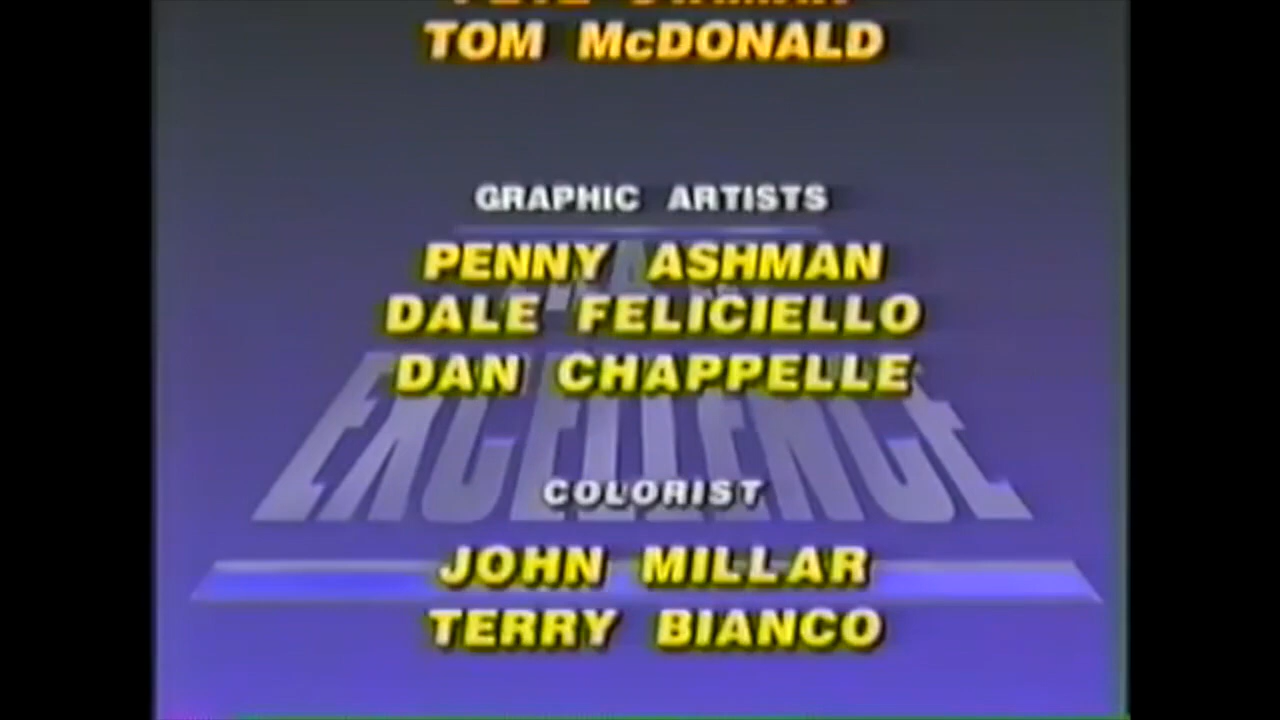 TOM McDONALD
GRAPHIC ARTISTS
PENNY ASHMAN
DALE FELICIELLO
DAN CHAPPELLE
EXCELLENCE
COLORIST
JOHN MILLAR
TERRY BIANCO